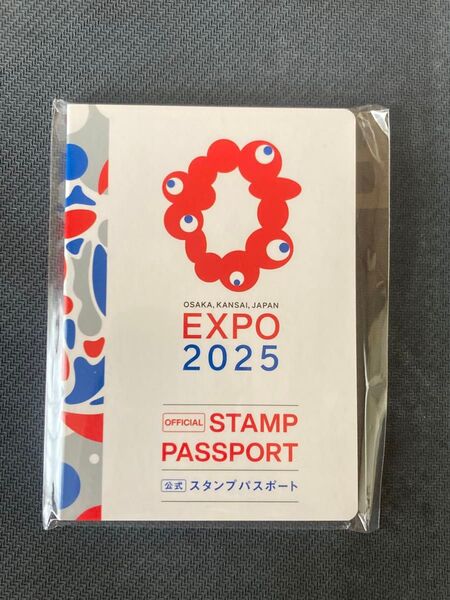 OSAKA, KANSAI, JAPAN
EXPO
2025
OFFICIAL STAMP
PASSPORT
公式 スタンプパスポート